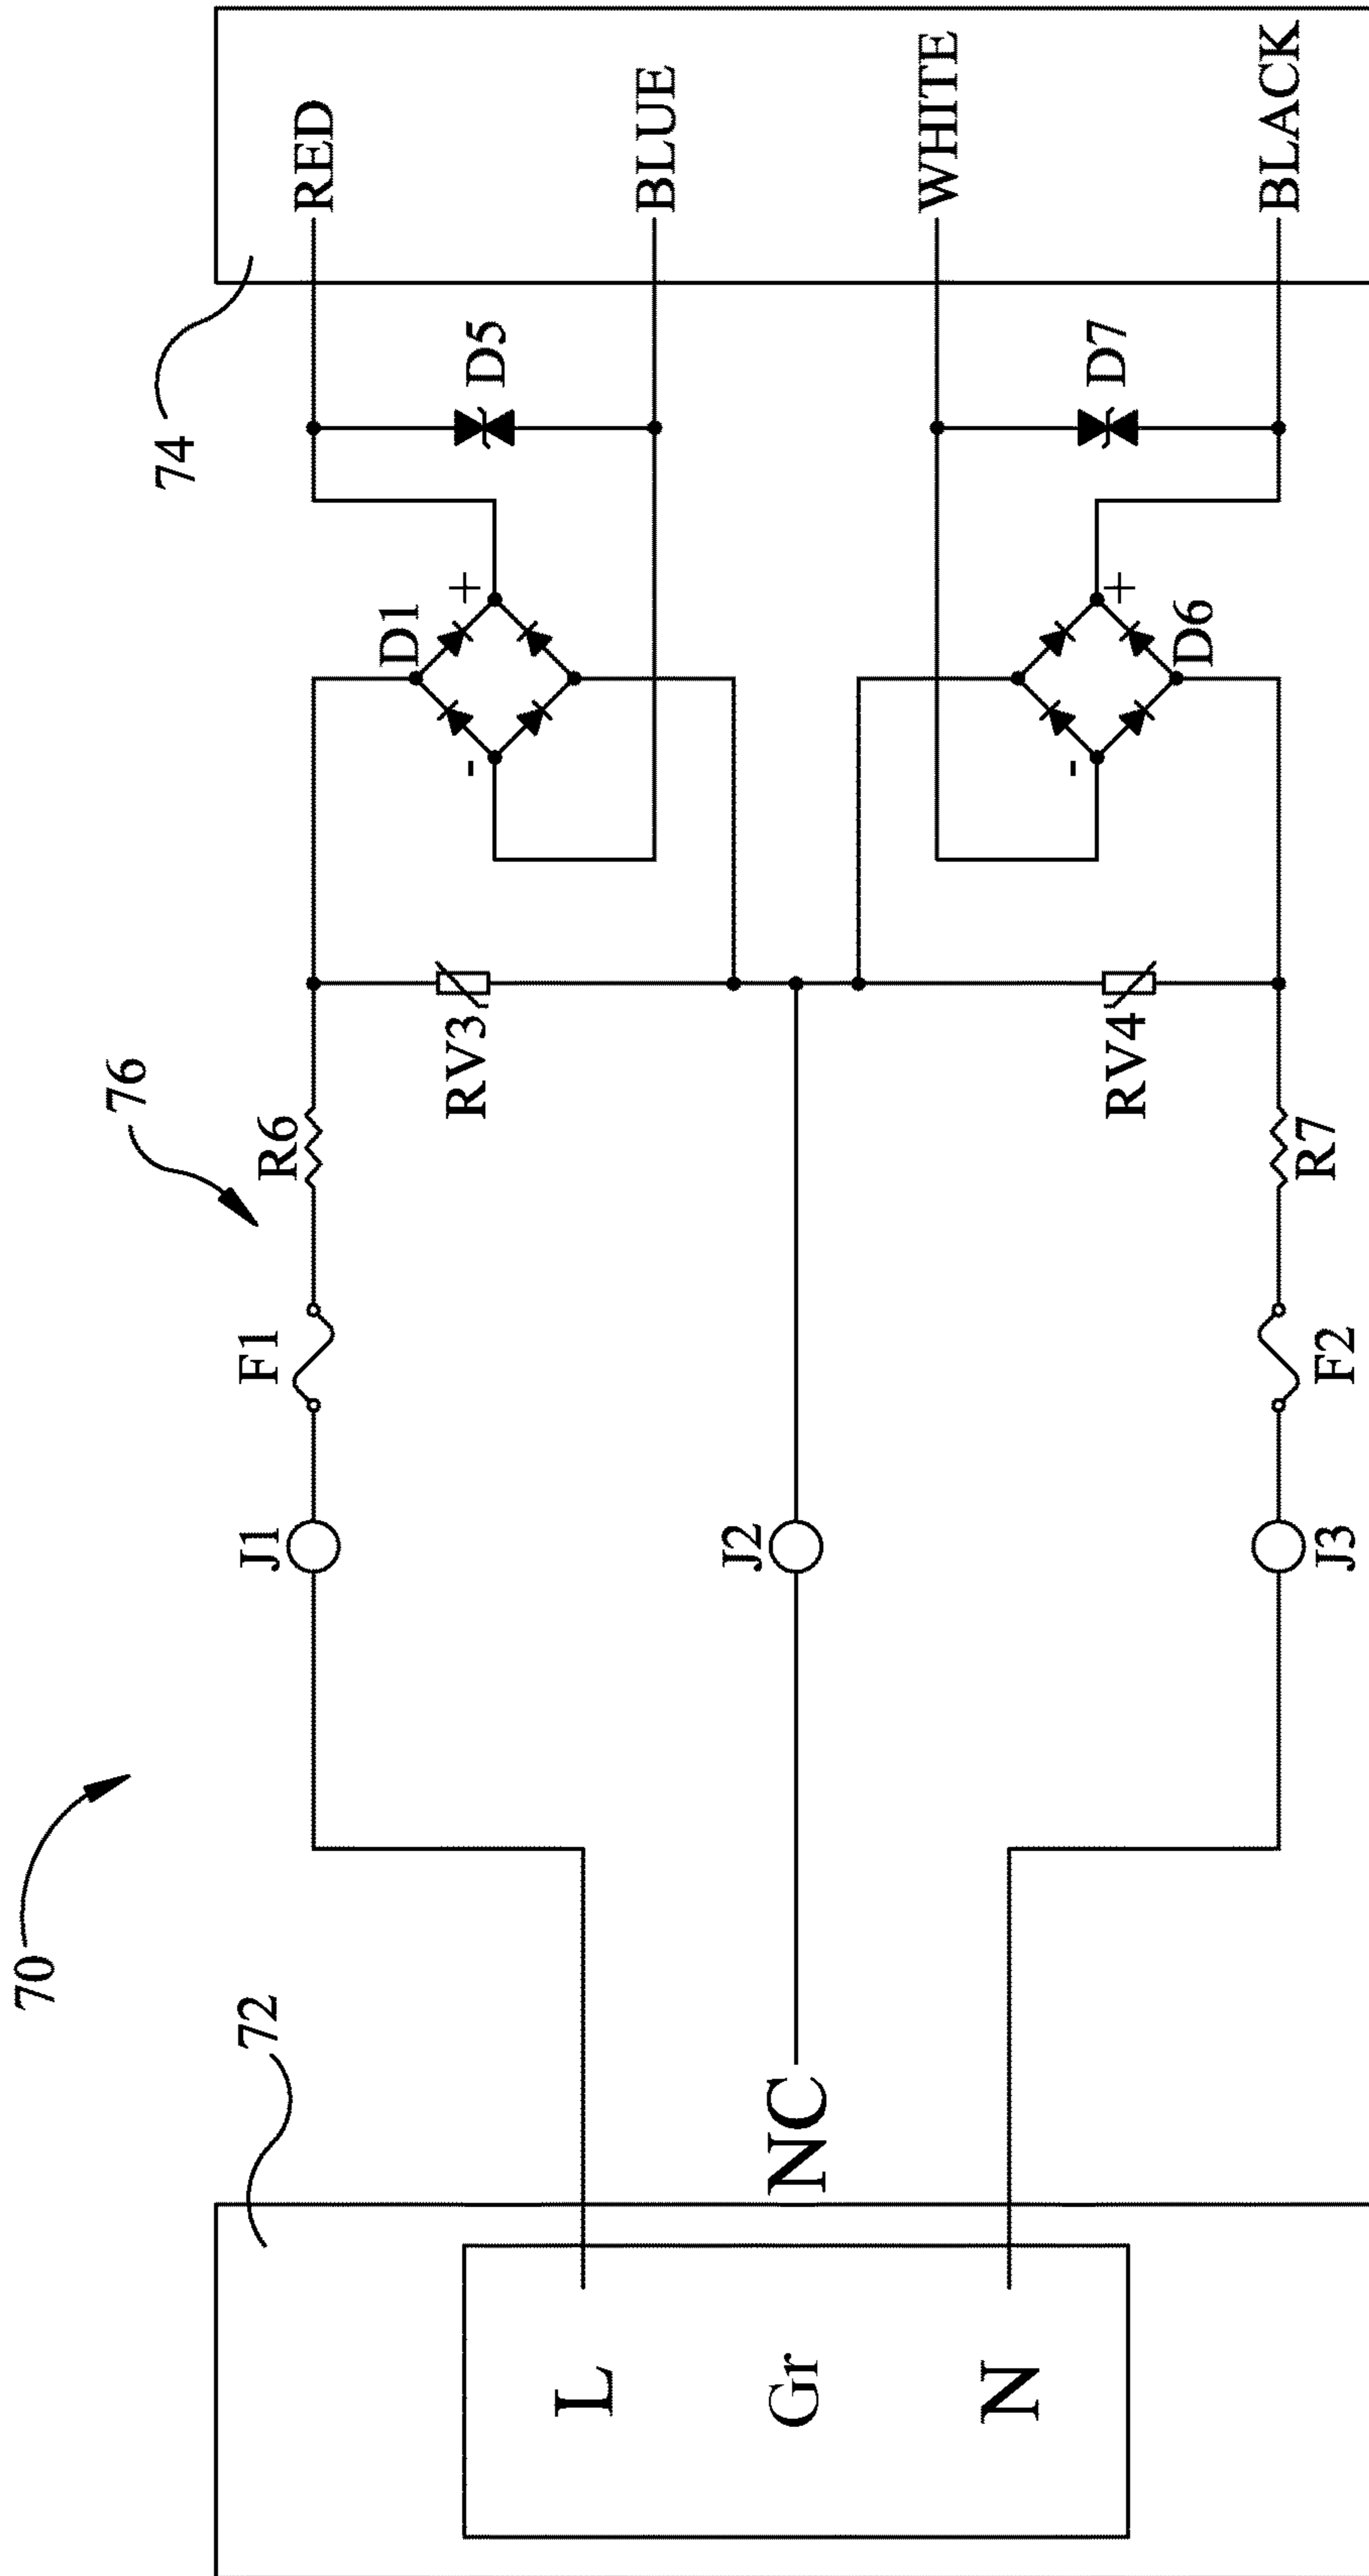 70
72
L
Gr
N
NC
J1
J2
J3
F1
F2
76
R6
R7
RV3
RV4
D1
+
-
D6
+
-
D5
D7
74
RED
BLUE
WHITE
BLACK